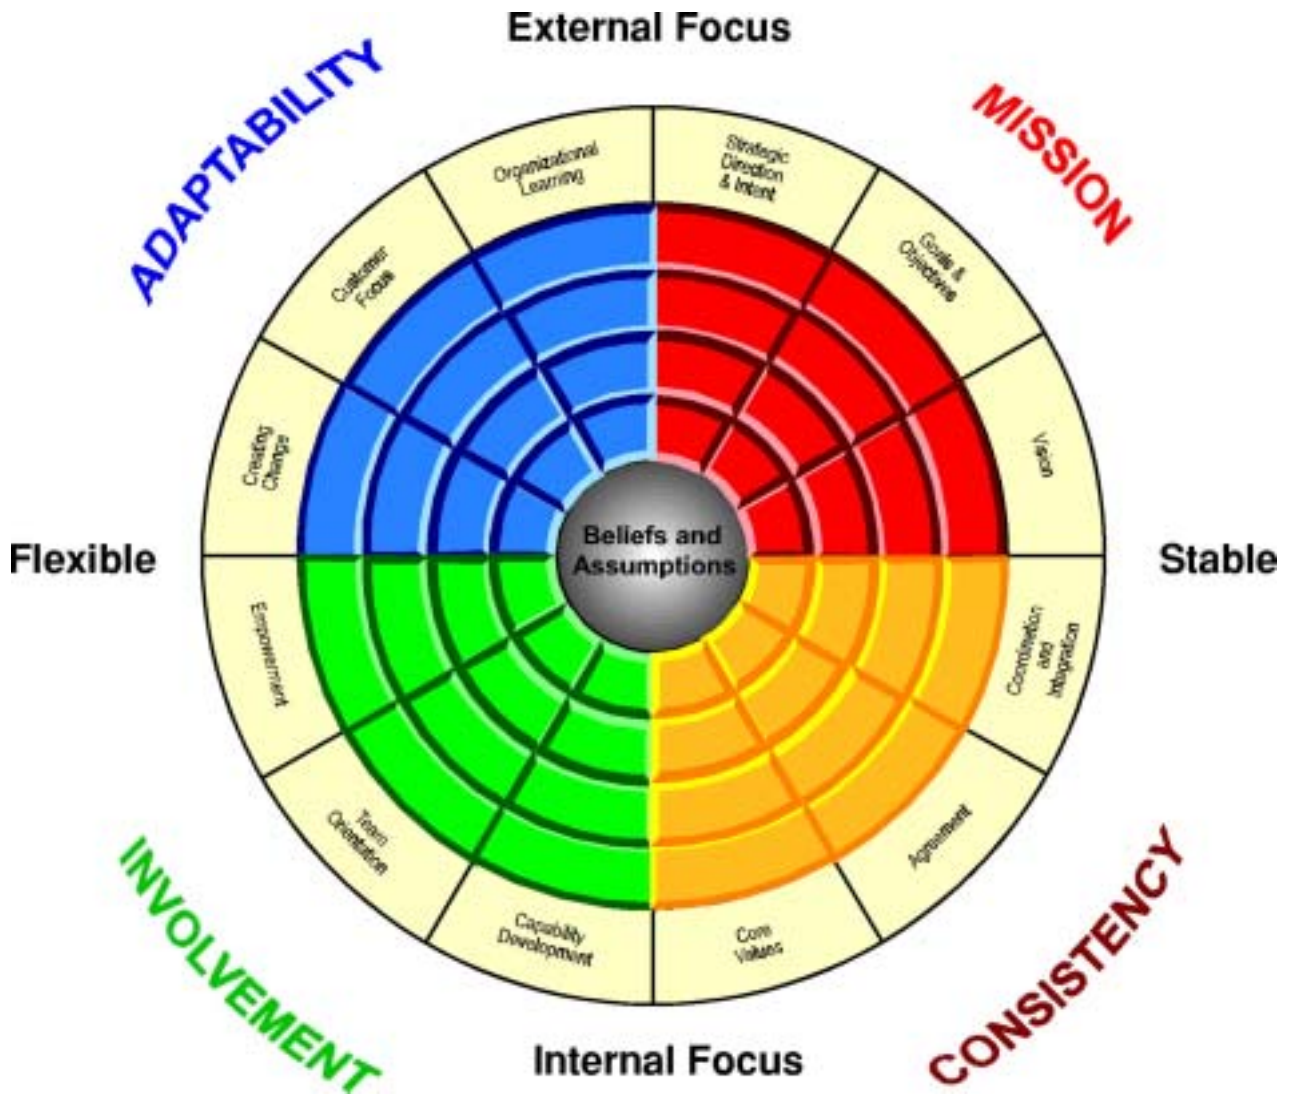 External Focus
ADAPTABILITY
MISSION
Organizational
Learning
Strategic
Direction
& Intent
Customer
Focus
Goals &
Objectives
Creating
Change
Vision
Flexible
Beliefs and
Assumptions
Stable
Empowerment
Coordination
and
Integration
Team
Orientation
Agreement
Capability
Development
Core
Values
INVOLVEMENT
CONSISTENCY
Internal Focus